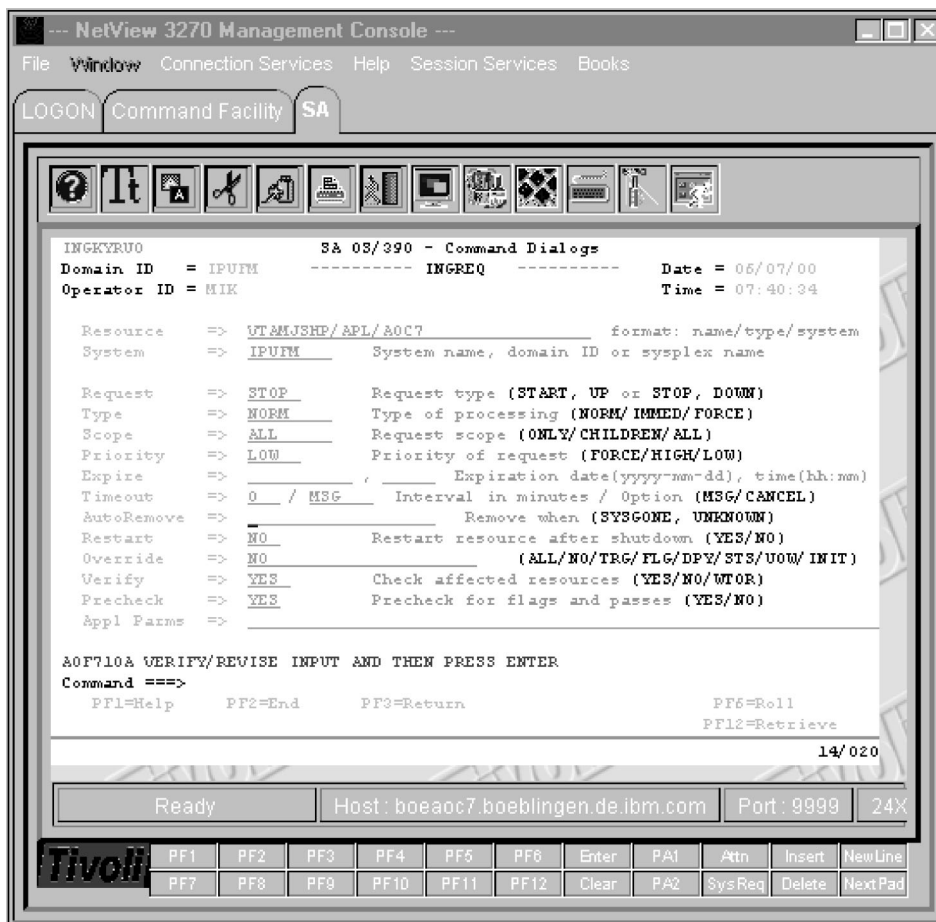 --- NetView 3270 Management Console ---
File Window Connection Services Help Session Services Books
LOGON Command Facility SA
INGKYRU0 SA OS/390 - Command Dialogs
Domain ID = IPUFM ---------- INGREQ ---------- Date = 06/07/00
Operator ID = MIK Time = 07:40:34
Resource => VTAMJSHP/APL/AOC7 format: name/type/system
System => IPUFM System name, domain ID or sysplex name
Request => STOP Request type (START, UP or STOP, DOWN)
Type => NORM Type of processing (NORM/IMMED/FORCE)
Scope => ALL Request scope (ONLY/CHILDREN/ALL)
Priority => LOW Priority of request (FORCE/HIGH/LOW)
Expire => , Expiration date(yyyy-mm-dd), time(hh:mm)
Timeout => 0 / MSG Interval in minutes / Option (MSG/CANCEL)
AutoRemove => Remove when (SYSGONE, UNKNOWN)
Restart => NO Restart resource after shutdown (YES/NO)
Override => NO (ALL/NO/TRG/FLG/DPY/STS/UOW/INIT)
Verify => YES Check affected resources (YES/NO/WTOR)
Precheck => YES Precheck for flags and passes (YES/NO)
Appl Parms =>
AOF710A VERIFY/REVISE INPUT AND THEN PRESS ENTER
Command ===>
PF1=Help PF2=End PF3=Return PF6=Roll
PF12=Retrieve
14/020
Ready Host : boeaoc7.boeblingen.de.ibm.com Port : 9999 24X
Tivoli PF1 PF2 PF3 PF4 PF5 PF6 Enter PA1 Attn Insert NewLine
PF7 PF8 PF9 PF10 PF11 PF12 Clear PA2 SysReq Delete NextPad